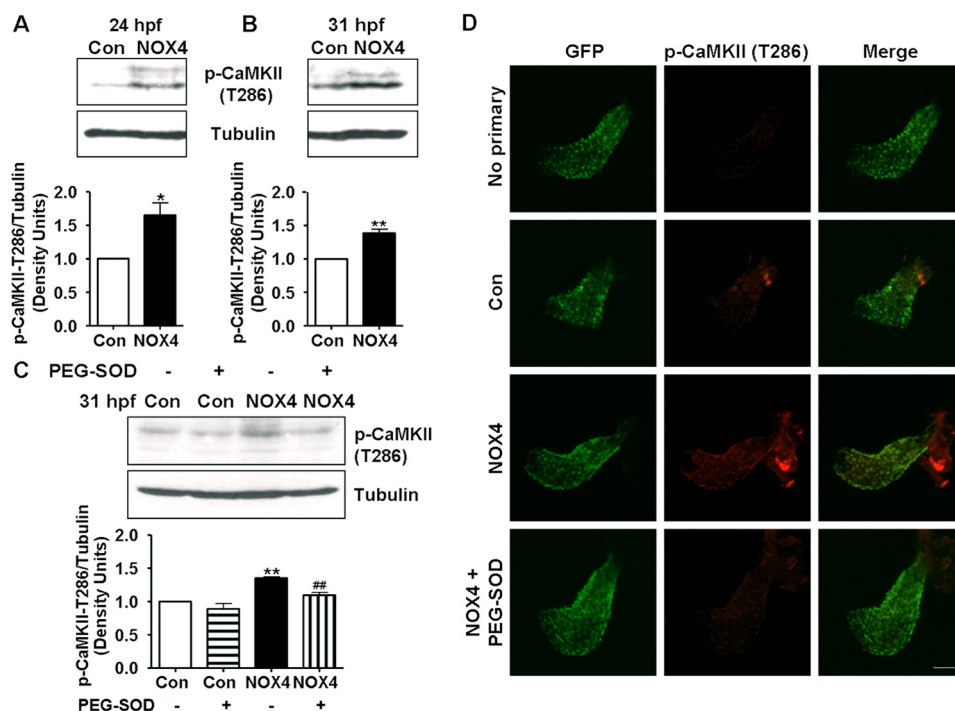 A
24 hpf
Con NOX4
p-CaMKII
(T286)
Tubulin
B
31 hpf
Con NOX4
p-CaMKII-T286/Tubulin
(Density Units)
2.0
1.5
1.0
0.5
0.0
*
Con NOX4
p-CaMKII-T286/Tubulin
(Density Units)
2.0
1.5
1.0
0.5
0.0
**
Con NOX4
C
PEG-SOD - + - +
31 hpf Con Con NOX4 NOX4
p-CaMKII
(T286)
Tubulin
p-CaMKII-T286/Tubulin
(Density Units)
2.0
1.5
1.0
0.5
0.0
**
##
Con Con NOX4 NOX4
PEG-SOD - + - +
D
GFP p-CaMKII (T286) Merge
No primary
Con
NOX4
NOX4 +
PEG-SOD